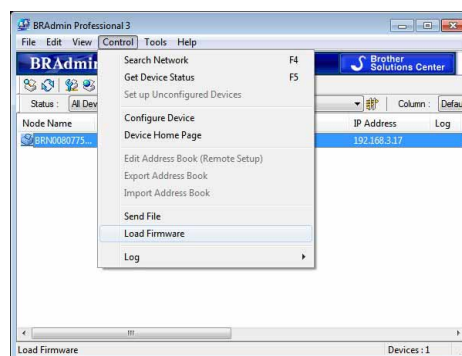 BRAdmin Professional 3
File Edit View Control Tools Help
BRAdmi
Brother
Solutions Center
Search Network F4
Get Device Status F5
Set up Unconfigured Devices
Configure Device
Device Home Page
Edit Address Book (Remote Setup)
Export Address Book
Import Address Book
Send File
Load Firmware
Log
Status : All Dev
Column : Defau
Node Name
IP Address Log
BRN0080775...
192.168.3.17
Load Firmware
Devices : 1